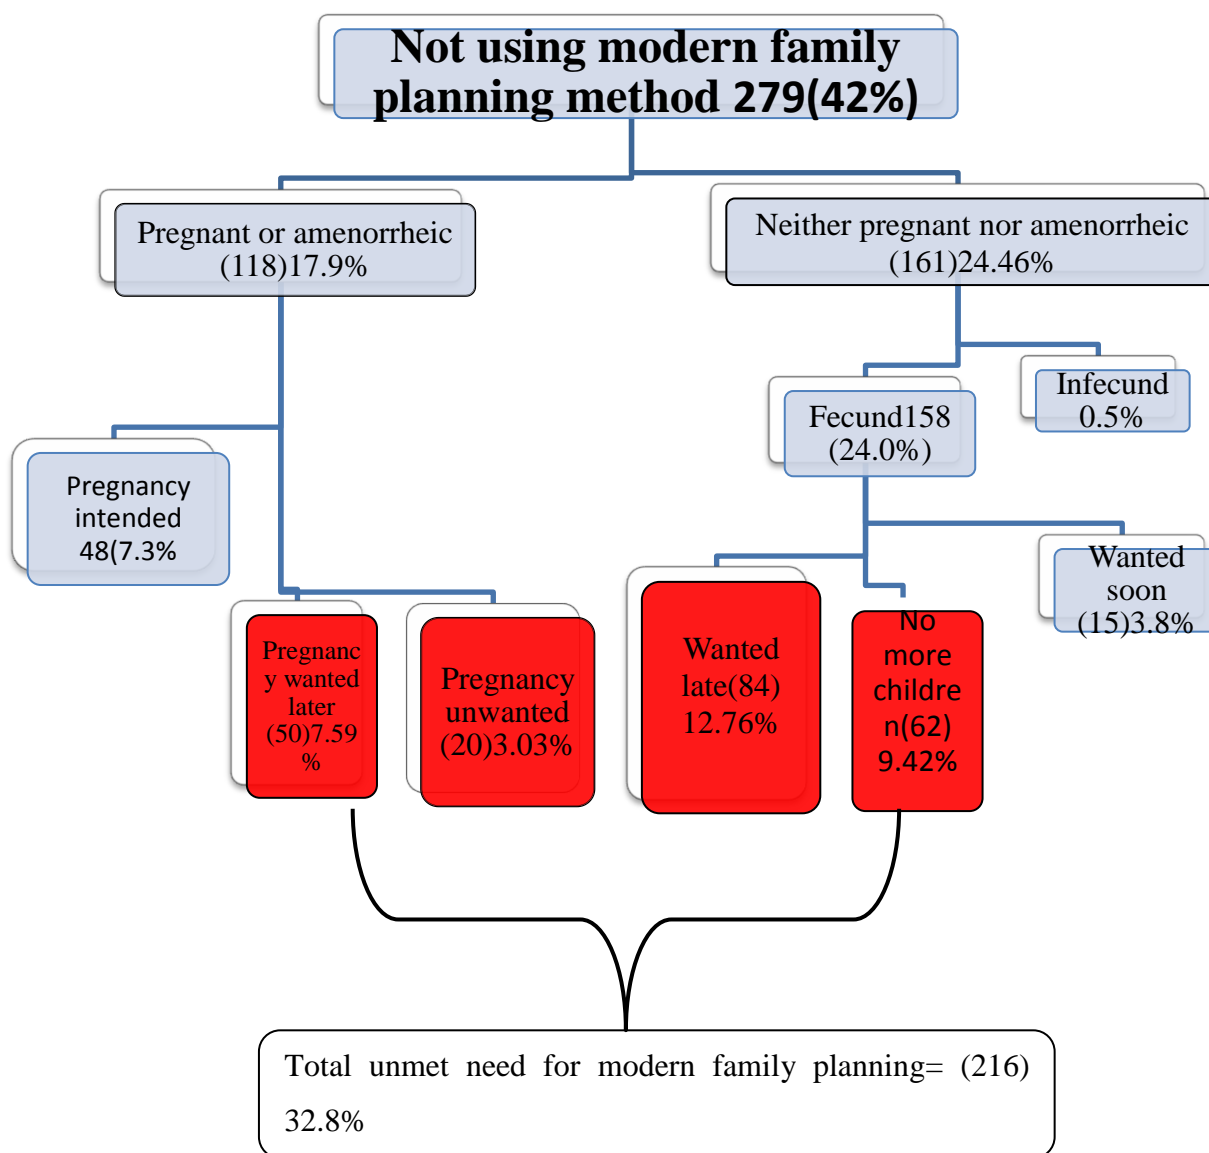 Not using modern family
planning method 279(42%)
Pregnant or amenorrheic
(118)17.9%
Neither pregnant nor amenorrheic
(161)24.46%
Fecund158
(24.0%)
Infecund
0.5%
Pregnancy
intended
48(7.3%
Pregnanc
y wanted
later
(50)7.59
%
Pregnancy
unwanted
(20)3.03%
Wanted
late(84)
12.76%
No
more
childre
n(62)
9.42%
Wanted
soon
(15)3.8%
Total unmet need for modern family planning= (216)
32.8%